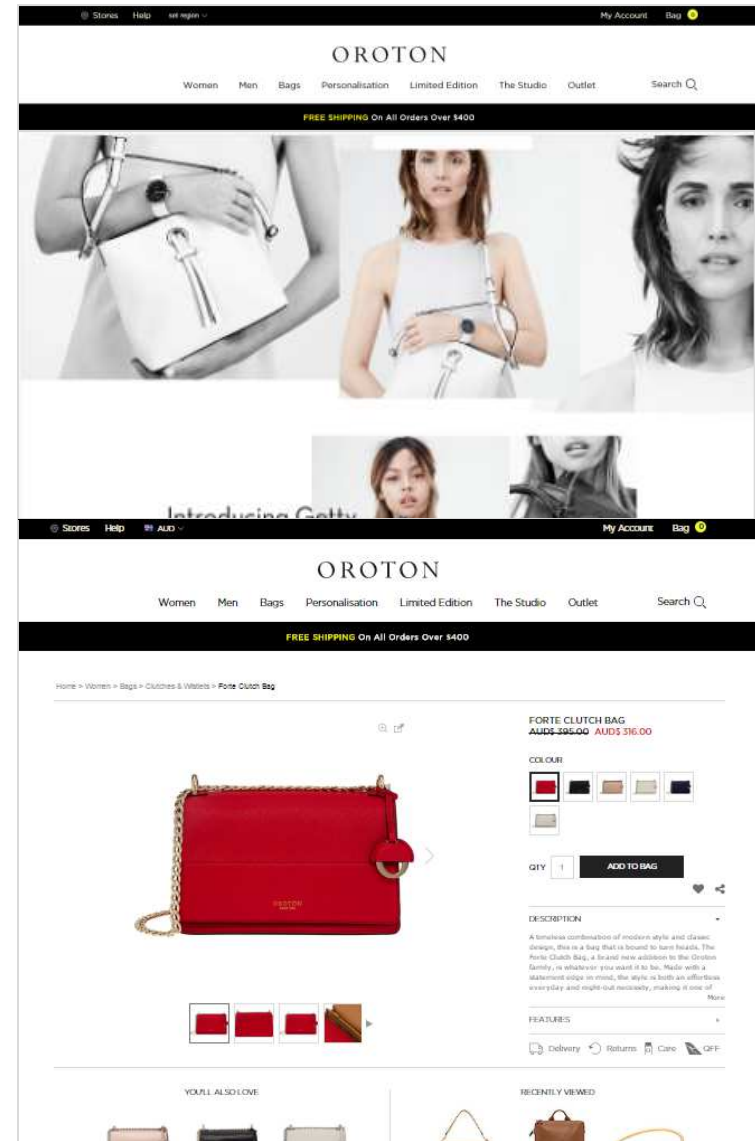 Stores Help set region My Account Bag 0
OROTON
Women Men Bags Personalisation Limited Edition The Studio Outlet Search
FREE SHIPPING On All Orders Over $400
Introducing Getty
Stores Help AUD My Account Bag 0
OROTON
Women Men Bags Personalisation Limited Edition The Studio Outlet Search
FREE SHIPPING On All Orders Over $400
Home > Women > Bags > Clutches & Wallets > Forte Clutch Bag
FORTE CLUTCH BAG
AUD$ 395.00 AUD$ 316.00
COLOUR
OROTON
QTY 1 ADD TO BAG
DESCRIPTION
A timeless combination of modern style and classic
design, this is a bag that is bound to turn heads. The
Forte Clutch Bag, a brand new addition to the Oroton
family, is whatever you want it to be. Made with a
statement edge in mind, the style is both an effortless
everyday and night-out necessity, making it one of
More
FEATURES
Delivery Returns Care QFF
YOU'LL ALSO LOVE RECENTLY VIEWED